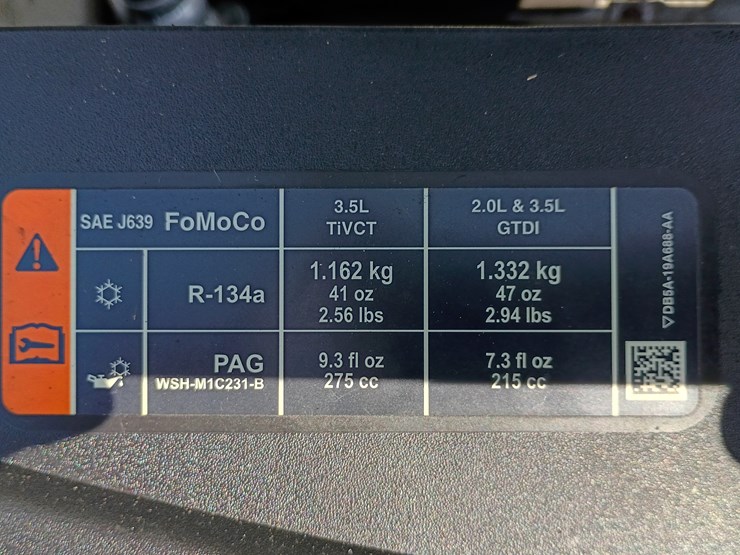 SAE J639 FoMoCo
3.5L
TiVCT
2.0L & 3.5L
GTDI
R-134a
1.162 kg
41 oz
2.56 lbs
1.332 kg
47 oz
2.94 lbs
PAG
WSH-M1C231-B
9.3 fl oz
275 cc
7.3 fl oz
215 cc
DB5A-19A688-AA